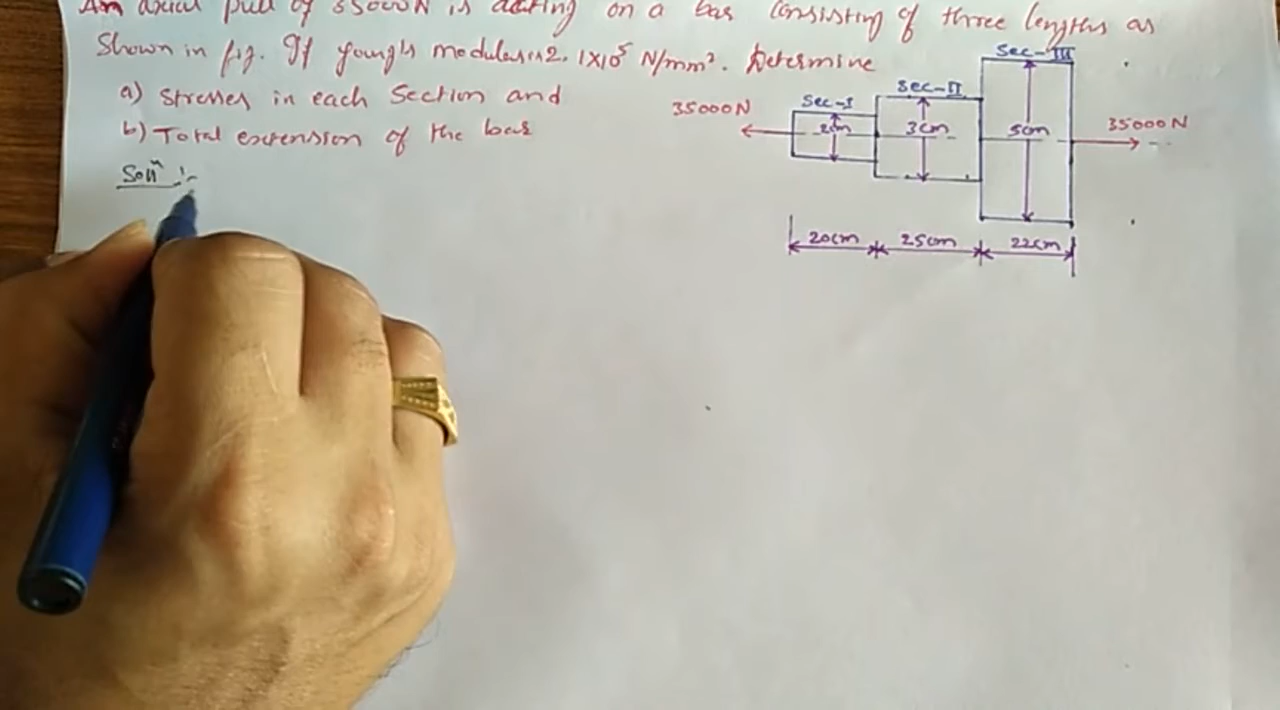 An axial pull of 35000N is acting on a bar consisting of three lengths as
shown in fig. If young's modulus is 2.1x10⁵ N/mm². Determine
a) Stresses in each Section and
b) Total extension of the bar
Solⁿ :-
Sec-I
Sec-II
Sec-III
35000N
2cm
3cm
5cm
35000N
20cm
25cm
22cm